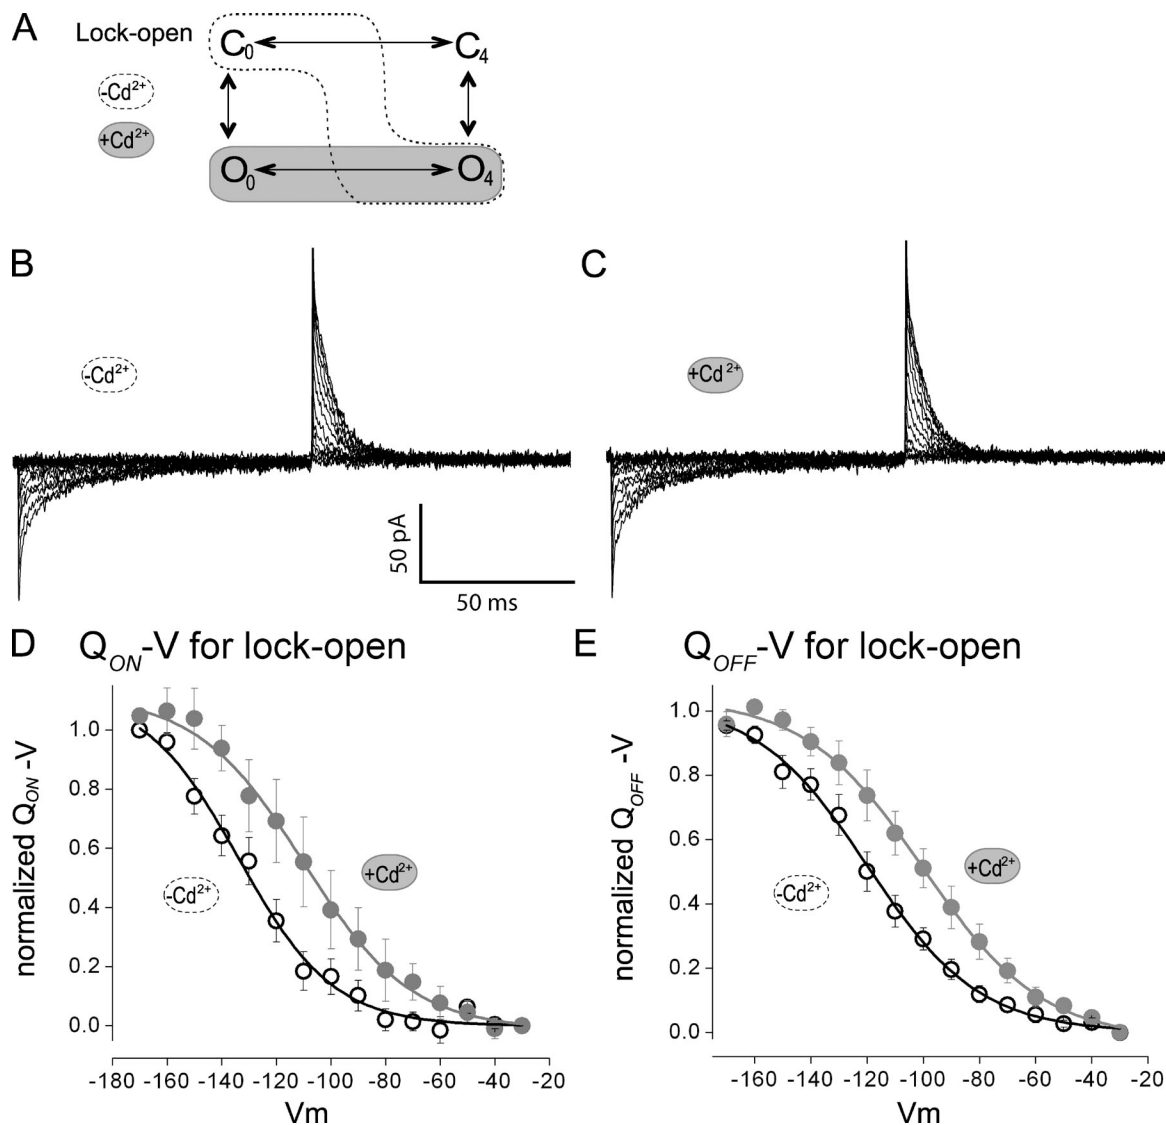 A
Lock-open
C0
C4
-Cd2+
+Cd2+
O0
O4
B
C
-Cd2+
+Cd2+
50 pA
50 ms
D
QON-V for lock-open
E
QOFF-V for lock-open
normalized QON-V
1.0
0.8
0.6
0.4
0.2
0.0
+Cd2+
-Cd2+
-180
-160
-140
-120
-100
-80
-60
-40
-20
Vm
normalized QOFF-V
1.0
0.8
0.6
0.4
0.2
0.0
+Cd2+
-Cd2+
-160
-140
-120
-100
-80
-60
-40
-20
Vm